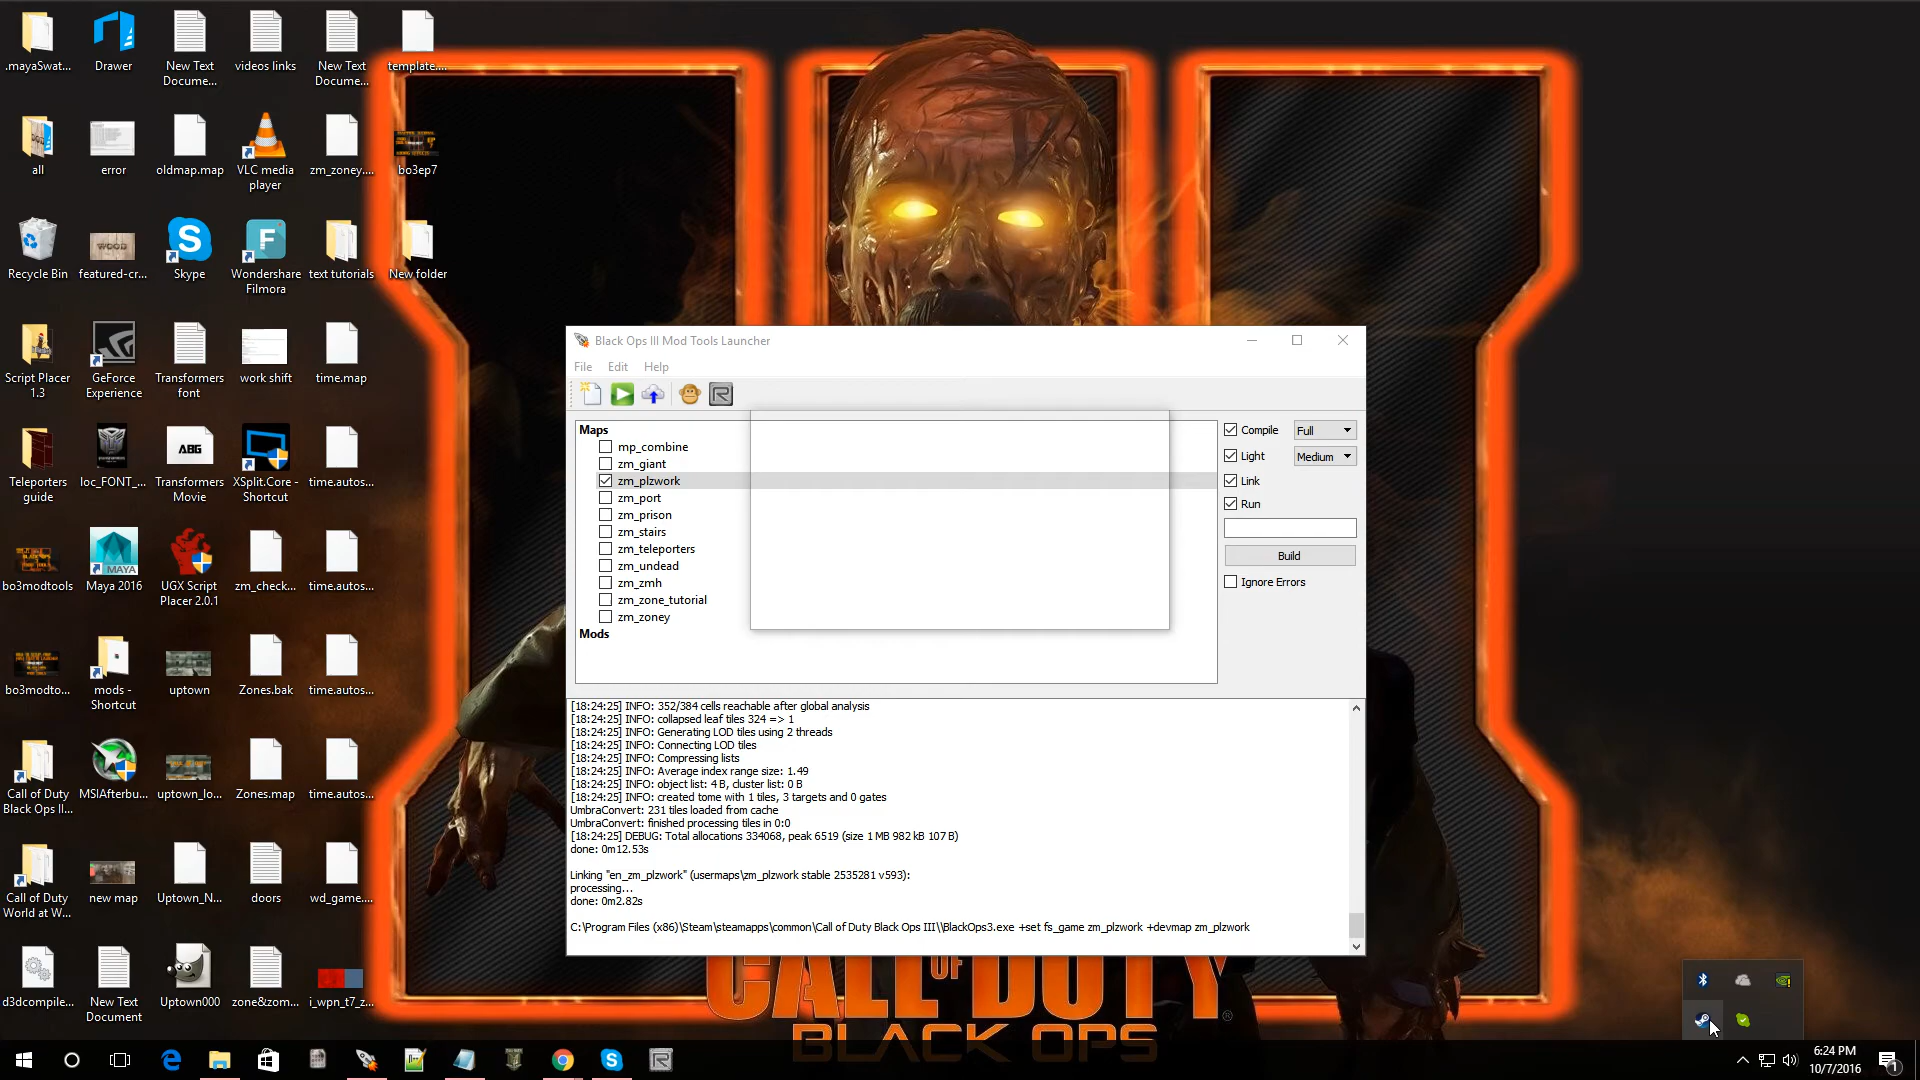 .mayaSwat...
Drawer
New Text
Docume...
videos links
New Text
Docume...
template....
all
error
oldmap.map
VLC media
player
zm_zoney....
bo3ep7
Recycle Bin
WOOD
featured-cr...
Skype
Wondershare
Filmora
text tutorials
New folder
Script Placer
1.3
GeForce
Experience
Transformers
font
work shift
time.map
Teleporters
guide
loc_FONT_...
ABG
Transformers
Movie
XSplit.Core -
Shortcut
time.autos...
bo3modtools
MAYA
Maya 2016
UGX Script
Placer 2.0.1
zm_check...
time.autos...
bo3modto...
mods -
Shortcut
uptown
Zones.bak
time.autos...
Call of Duty
Black Ops II...
MSIAfterbu...
uptown_lo...
Zones.map
time.autos...
Call of Duty
World at W...
new map
Uptown_N...
doors
wd_game....
d3dcompile...
New Text
Document
Uptown000
zone&zom...
i_wpn_t7_z...
Black Ops III Mod Tools Launcher
File Edit Help
Maps
mp_combine
zm_giant
zm_plzwork
zm_port
zm_prison
zm_stairs
zm_teleporters
zm_undead
zm_zmh
zm_zone_tutorial
zm_zoney
Mods
Compile Full
Light Medium
Link
Run
Build
Ignore Errors
[18:24:25] INFO: 352/384 cells reachable after global analysis
[18:24:25] INFO: collapsed leaf tiles 324 => 1
[18:24:25] INFO: Generating LOD tiles using 2 threads
[18:24:25] INFO: Connecting LOD tiles
[18:24:25] INFO: Compressing lists
[18:24:25] INFO: Average index range size: 1.49
[18:24:25] INFO: object list: 4 B, cluster list: 0 B
[18:24:25] INFO: created tome with 1 tiles, 3 targets and 0 gates
UmbraConvert: 231 tiles loaded from cache
UmbraConvert: finished processing tiles in 0:0
[18:24:25] DEBUG: Total allocations 334068, peak 6519 (size 1 MB 982 kB 107 B)
done: 0m12.53s
Linking "en_zm_plzwork" (usermaps\zm_plzwork stable 2535281 v593):
processing...
done: 0m2.82s
C:\Program Files (x86)\Steam\steamapps\common\Call of Duty Black Ops III\\BlackOps3.exe +set fs_game zm_plzwork +devmap zm_plzwork
CALL OF DUTY
BLACK OPS
6:24 PM
10/7/2016
1